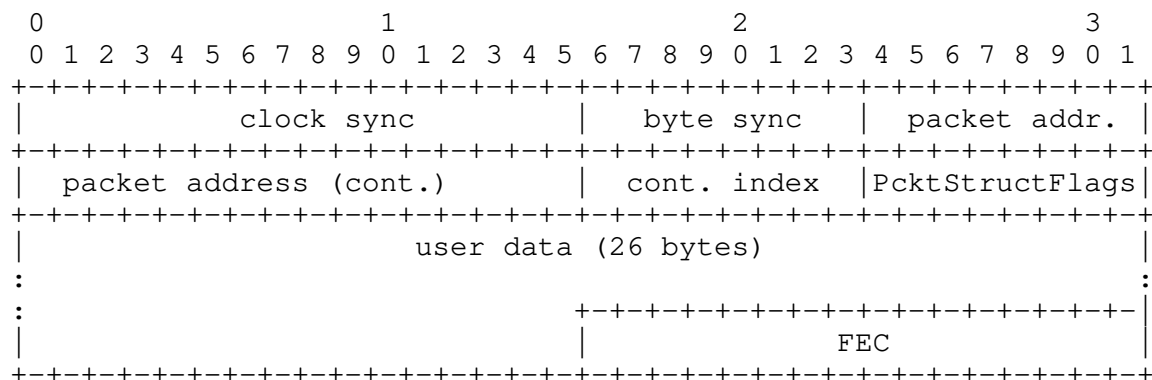 0                   1                   2                   3
 0 1 2 3 4 5 6 7 8 9 0 1 2 3 4 5 6 7 8 9 0 1 2 3 4 5 6 7 8 9 0 1
+-+-+-+-+-+-+-+-+-+-+-+-+-+-+-+-+-+-+-+-+-+-+-+-+-+-+-+-+-+-+-+-+
|            clock sync         |   byte sync   |  packet addr. |
+-+-+-+-+-+-+-+-+-+-+-+-+-+-+-+-+-+-+-+-+-+-+-+-+-+-+-+-+-+-+-+-+
|  packet address (cont.)       |  cont. index  |PcktStructFlags|
+-+-+-+-+-+-+-+-+-+-+-+-+-+-+-+-+-+-+-+-+-+-+-+-+-+-+-+-+-+-+-+-+
|                      user data (26 bytes)                     |
:                                                               :
:                               +-+-+-+-+-+-+-+-+-+-+-+-+-+-+-+-|
|                               |              FEC              |
+-+-+-+-+-+-+-+-+-+-+-+-+-+-+-+-+-+-+-+-+-+-+-+-+-+-+-+-+-+-+-+-+